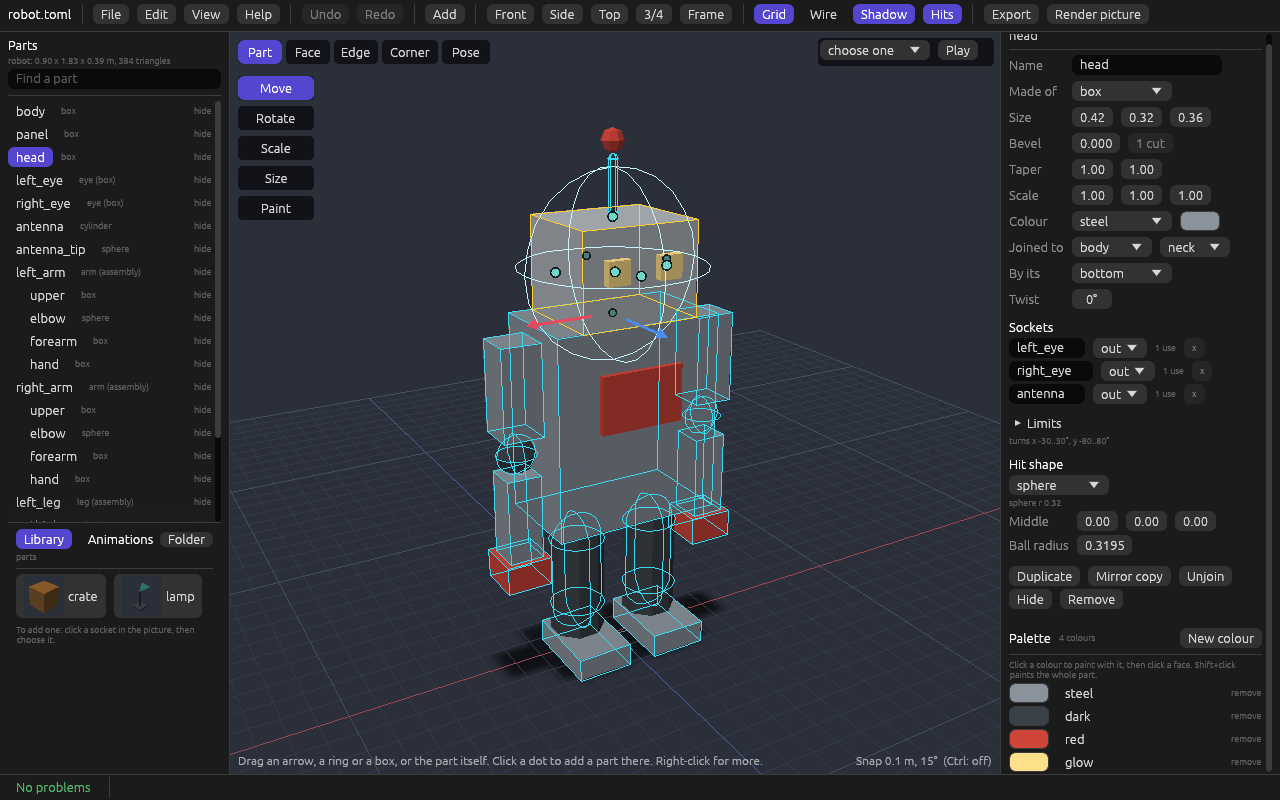 robot.toml File Edit View Help Undo Redo Add Front Side Top 3/4 Frame Grid Wire Shadow Hits Export Render picture
Parts
robot: 0.90 x 1.83 x 0.39 m, 384 triangles
Find a part
body box hide
panel box hide
head box hide
left_eye eye (box) hide
right_eye eye (box) hide
antenna cylinder hide
antenna_tip sphere hide
left_arm arm (assembly) hide
upper box hide
elbow sphere hide
forearm box hide
hand box hide
right_arm arm (assembly) hide
upper box hide
elbow sphere hide
forearm box hide
hand box hide
left_leg leg (assembly) hide
Library Animations Folder
parts
crate lamp
To add one: click a socket in the picture, then
choose it.
Part Face Edge Corner Pose
Move
Rotate
Scale
Size
Paint
choose one Play
Drag an arrow, a ring or a box, or the part itself. Click a dot to add a part there. Right-click for more.
Snap 0.1 m, 15° (Ctrl: off)
head
Name head
Made of box
Size 0.42 0.32 0.36
Bevel 0.000 1 cut
Taper 1.00 1.00
Scale 1.00 1.00 1.00
Colour steel
Joined to body neck
By its bottom
Twist 0°
Sockets
left_eye out 1 use x
right_eye out 1 use x
antenna out 1 use x
Limits
turns x -30..30°, y -80..80°
Hit shape
sphere
sphere r 0.32
Middle 0.00 0.00 0.00
Ball radius 0.3195
Duplicate Mirror copy Unjoin
Hide Remove
Palette 4 colours New colour
Click a colour to paint with it, then click a face. Shift+click
paints the whole part.
steel remove
dark remove
red remove
glow remove
No problems